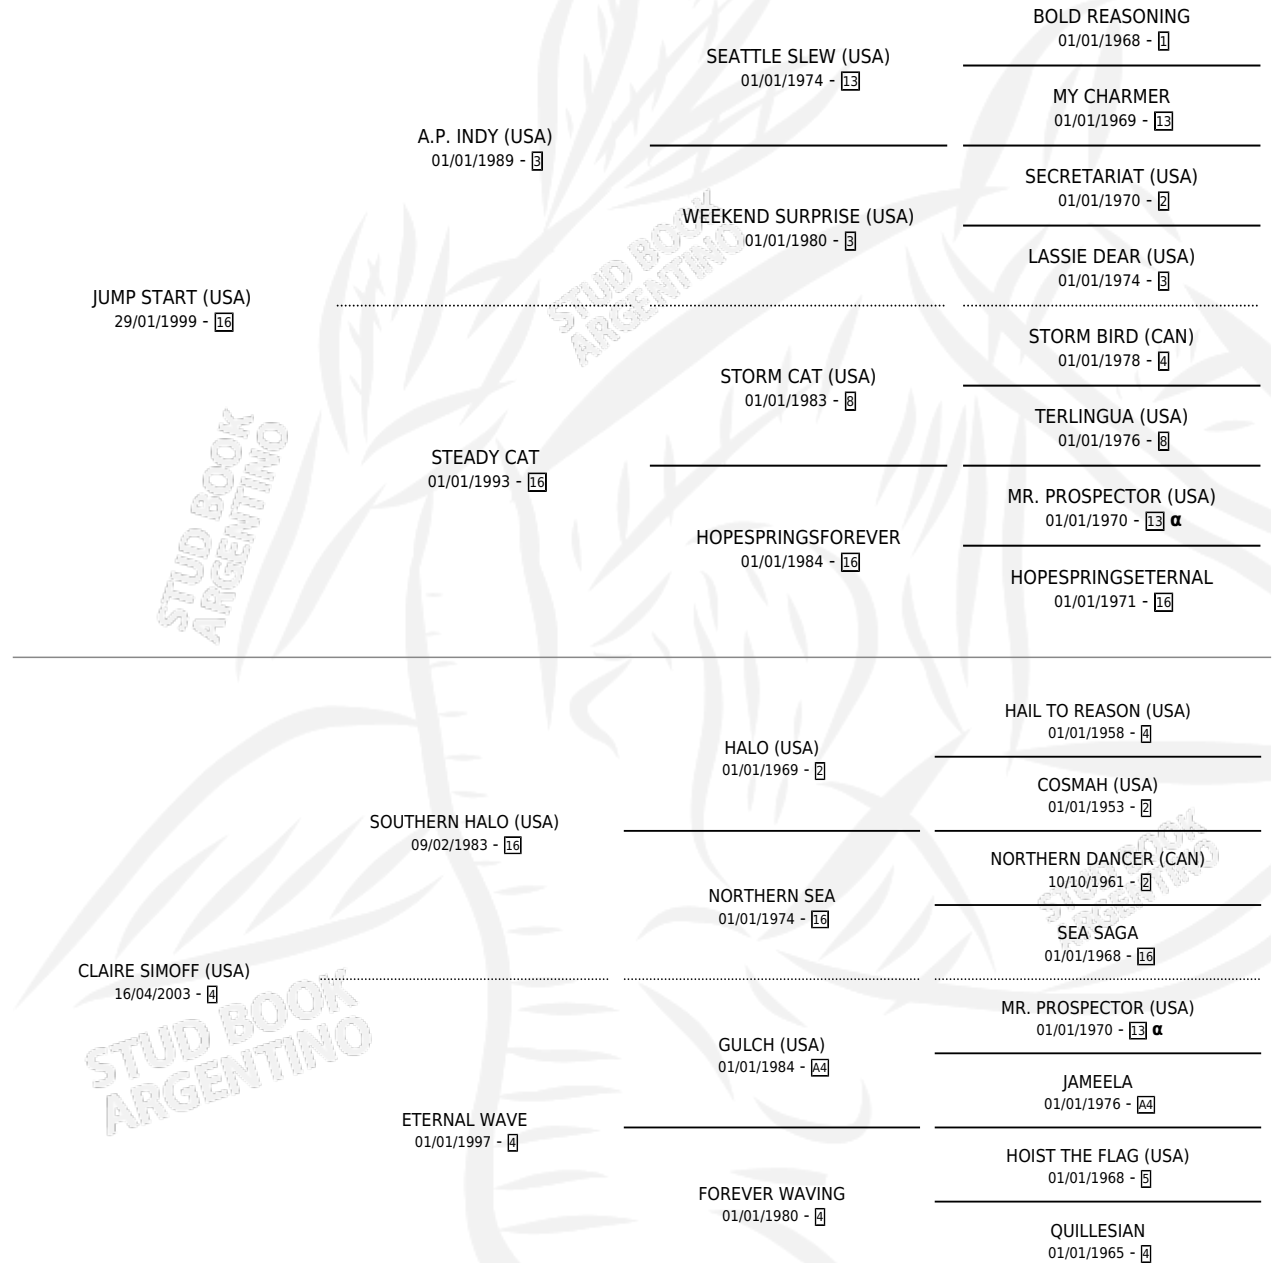 BOLD REASONING
01/01/1968 - 1
SEATTLE SLEW (USA)
01/01/1974 - 13
MY CHARMER
01/01/1969 - 13
A.P. INDY (USA)
01/01/1989 - 3
SECRETARIAT (USA)
01/01/1970 - 2
WEEKEND SURPRISE (USA)
01/01/1980 - 3
LASSIE DEAR (USA)
01/01/1974 - 3
STUD BOOK
ARGENTINO
JUMP START (USA)
29/01/1999 - 16
STORM BIRD (CAN)
01/01/1978 - 4
STORM CAT (USA)
01/01/1983 - 8
TERLINGUA (USA)
01/01/1976 - 8
STEADY CAT
01/01/1993 - 16
MR. PROSPECTOR (USA)
01/01/1970 - 13 α
HOPESPRINGSFOREVER
01/01/1984 - 16
HOPESPRINGSETERNAL
01/01/1971 - 16
STUD BOOK
ARGENTINO
HAIL TO REASON (USA)
01/01/1958 - 4
HALO (USA)
01/01/1969 - 2
COSMAH (USA)
01/01/1953 - 2
SOUTHERN HALO (USA)
09/02/1983 - 16
NORTHERN DANCER (CAN)
10/10/1961 - 2
NORTHERN SEA
01/01/1974 - 16
SEA SAGA
01/01/1968 - 16
STUD BOOK
ARGENTINO
CLAIRE SIMOFF (USA)
16/04/2003 - 4
STUD BOOK
ARGENTINO
MR. PROSPECTOR (USA)
01/01/1970 - 13 α
GULCH (USA)
01/01/1984 - A4
JAMEELA
01/01/1976 - A4
ETERNAL WAVE
01/01/1997 - 4
HOIST THE FLAG (USA)
01/01/1968 - 5
FOREVER WAVING
01/01/1980 - 4
QUILLESIAN
01/01/1965 - 4